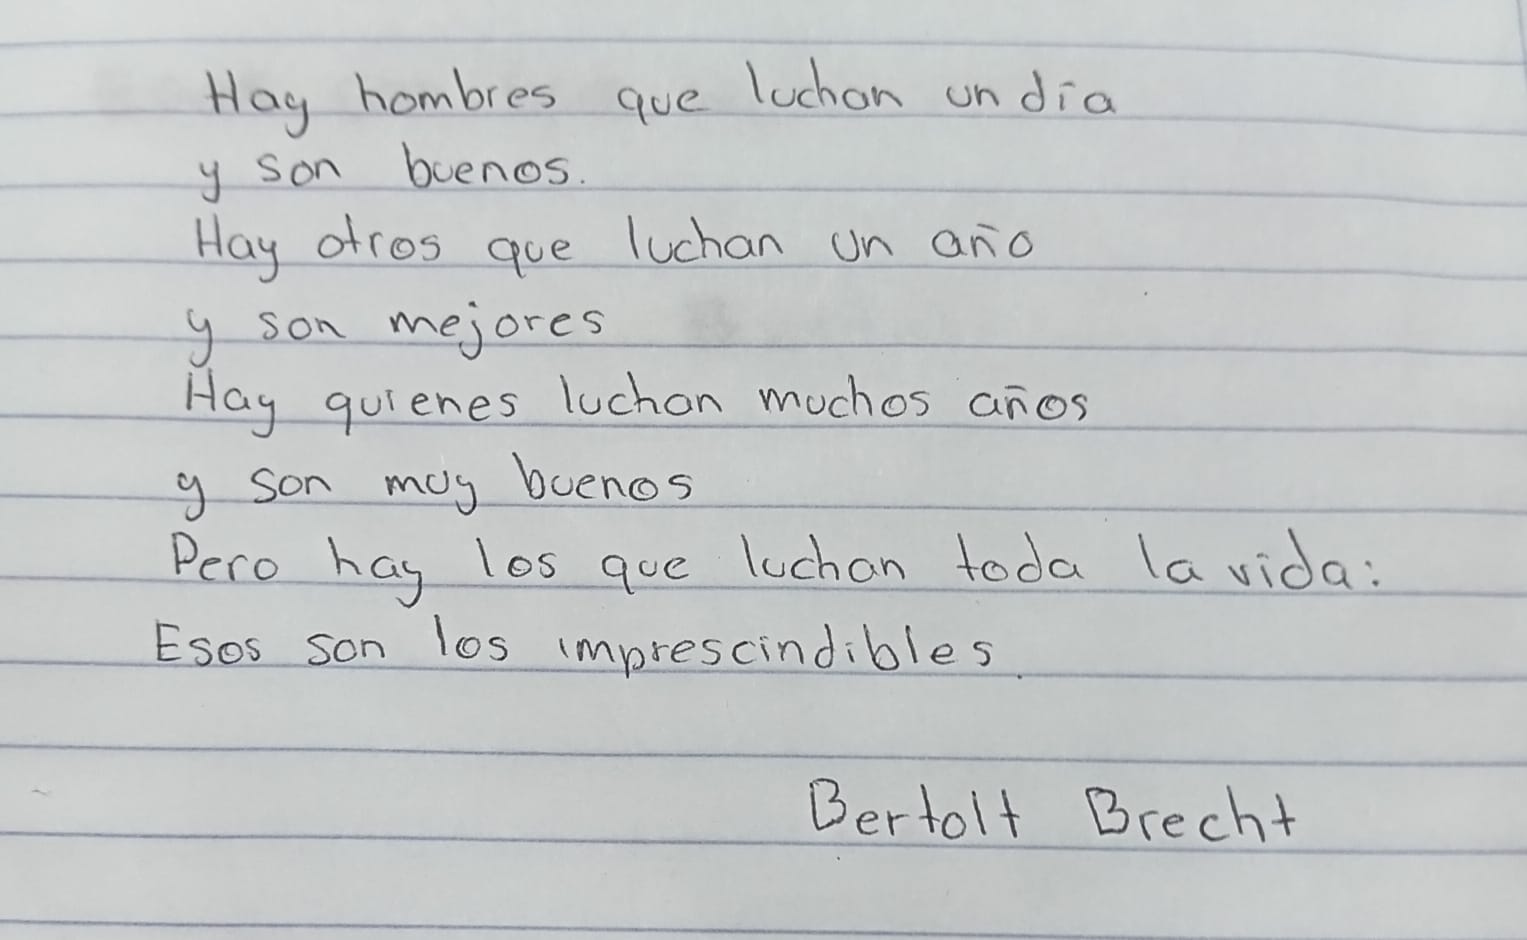 Hay hombres que luchan un día
y son buenos.
Hay otros que luchan un año
y son mejores
Hay quienes luchan muchos años
y son muy buenos
Pero hay los que luchan toda la vida:
Esos son los imprescindibles.
Bertolt Brecht